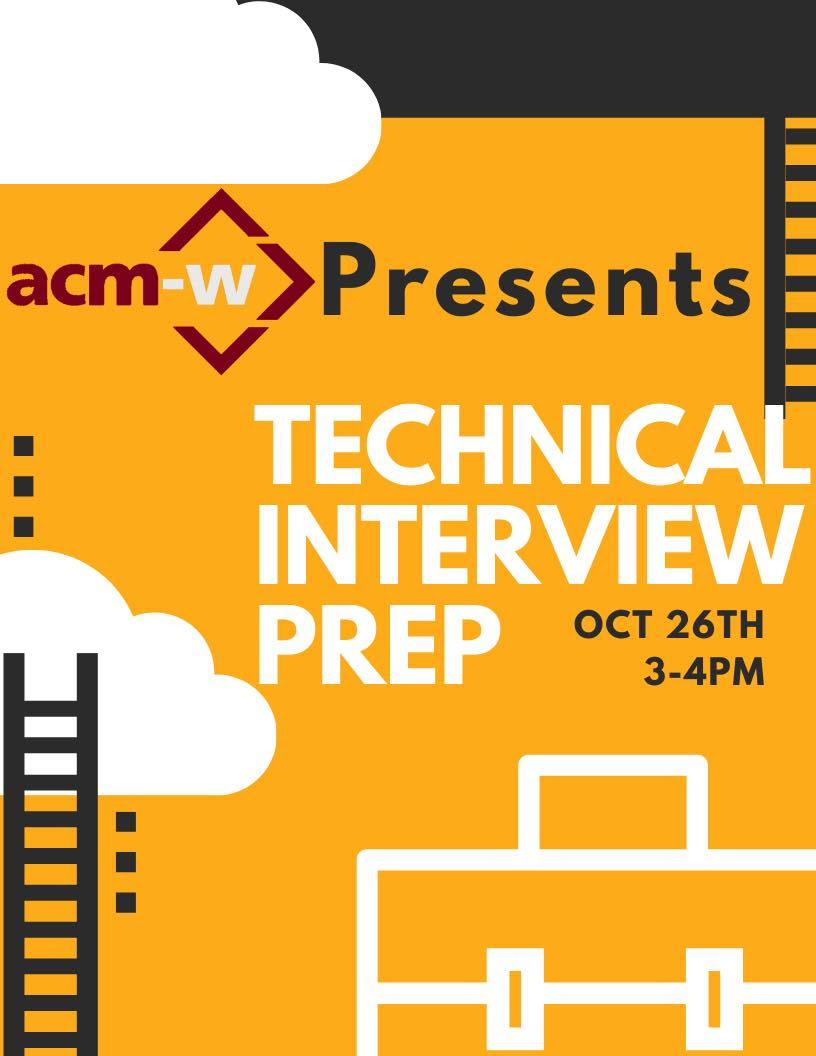 acm-w Presents
TECHNICAL
INTERVIEW
PREP
OCT 26TH
3-4PM